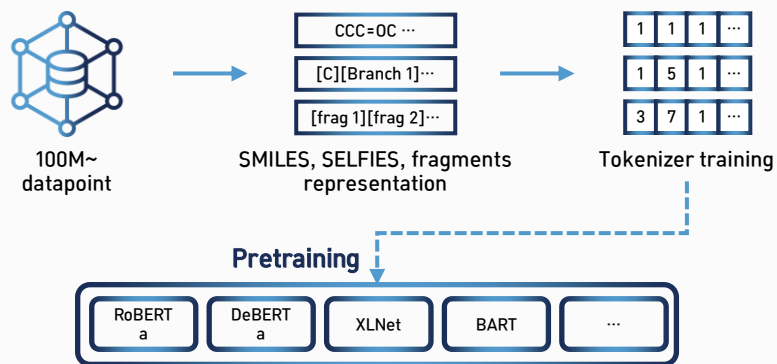 CCC=OC ···
[C][Branch 1]···
[frag 1][frag 2]···
1 1 1 ···
1 5 1 ···
3 7 1 ···
100M~
datapoint
SMILES, SELFIES, fragments
representation
Tokenizer training
Pretraining
RoBERT
a
DeBERT
a
XLNet
BART
···